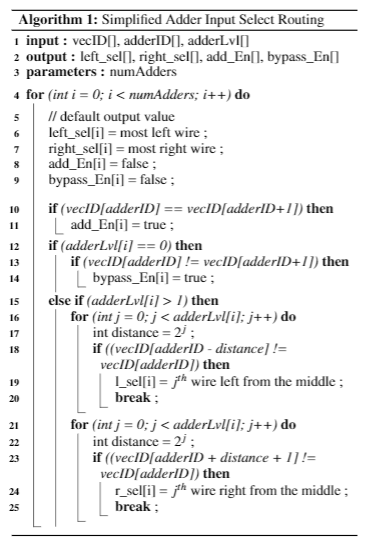 Algorithm 1: Simplified Adder Input Select Routing
1 input : vecID[], adderID[], adderLvl[]
2 output : left_sel[], right_sel[], add_En[], bypass_En[]
3 parameters : numAdders
4 for (int i = 0; i < numAdders; i++) do
5 // default output value
6 left_sel[i] = most left wire ;
7 right_sel[i] = most right wire ;
8 add_En[i] = false ;
9 bypass_En[i] = false ;
10 if (vecID[adderID] == vecID[adderID+1]) then
11 add_En[i] = true ;
12 if (adderLvl[i] == 0) then
13 if (vecID[adderID] != vecID[adderID+1]) then
14 bypass_En[i] = true ;
15 else if (adderLvl[i] > 1) then
16 for (int j = 0; j < adderLvl[i]; j++) do
17 int distance = 2^j ;
18 if ((vecID[adderID - distance] !=
vecID[adderID]) then
19 l_sel[i] = j^th wire left from the middle ;
20 break ;
21 for (int j = 0; j < adderLvl[i]; j++) do
22 int distance = 2^j ;
23 if ((vecID[adderID + distance + 1] !=
vecID[adderID]) then
24 r_sel[i] = j^th wire right from the middle ;
25 break ;